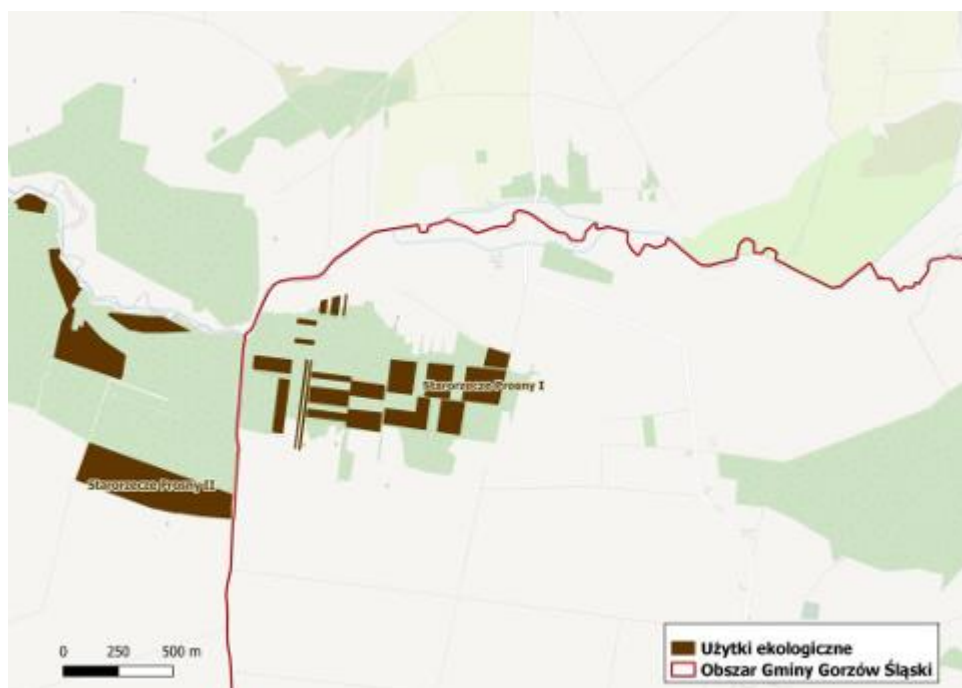 Starorzecze Prosny I
Starorzecze Prosny II
0 250 500 m
Użytki ekologiczne
Obszar Gminy Gorzów Śląski